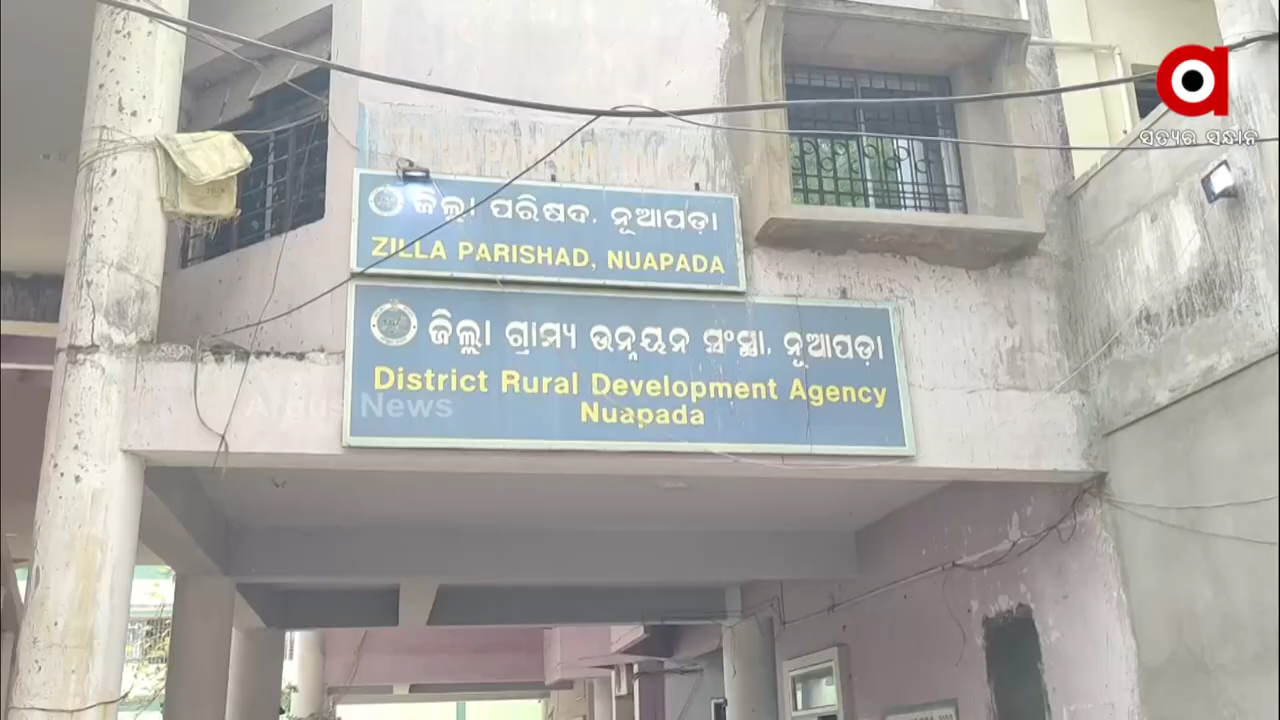 ସତ୍ୟର ସନ୍ଧାନ
ଜିଲ୍ଲା ପରିଷଦ, ନୂଆପଡ଼ା
ZILLA PARISHAD, NUAPADA
ଜିଲ୍ଲା ଗ୍ରାମ୍ୟ ଉନ୍ନୟନ ସଂସ୍ଥା, ନୂଆପଡ଼ା
District Rural Development Agency
Nuapada
Argus News